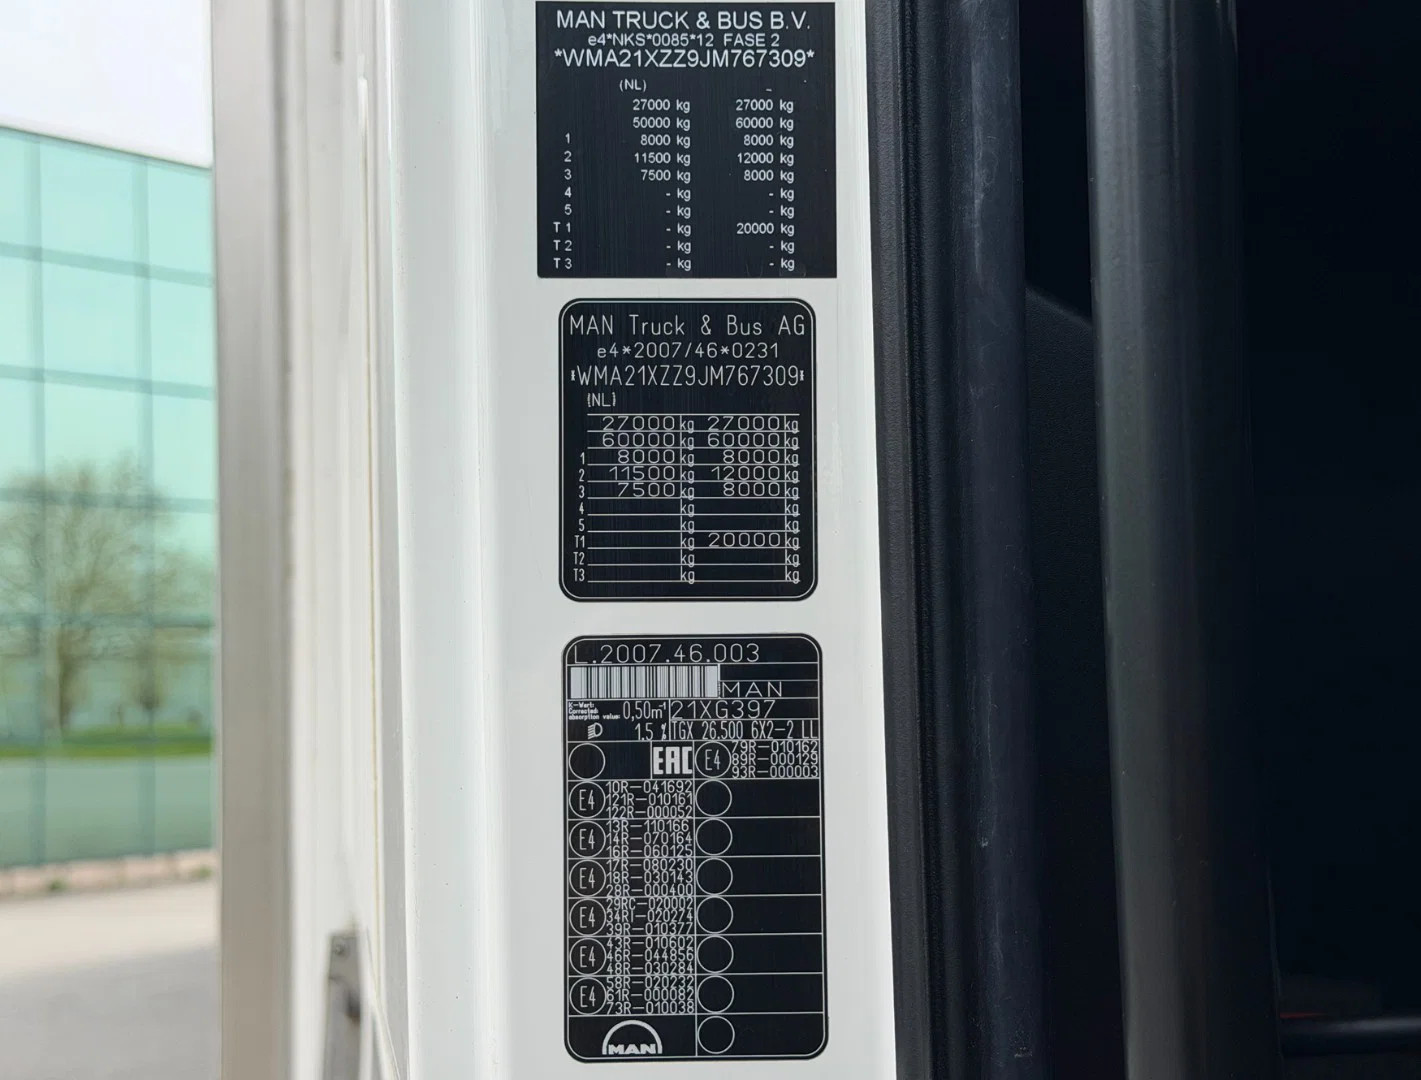 MAN TRUCK & BUS B.V.
e4*NKS*0085*12 FASE 2
*WMA21XZZ9JM767309*
(NL) -
27000 kg 27000 kg
50000 kg 60000 kg
1 8000 kg 8000 kg
2 11500 kg 12000 kg
3 7500 kg 8000 kg
4 - kg - kg
5 - kg - kg
T 1 - kg 20000 kg
T 2 - kg - kg
T 3 - kg - kg
MAN Truck & Bus AG
e4*2007/46*0231
*WMA21XZZ9JM767309*
(NL)
27000 kg 27000 kg
60000 kg 60000 kg
1 8000 kg 8000 kg
2 11500 kg 12000 kg
3 7500 kg 8000 kg
4 kg kg
5 kg kg
T1 kg 20000 kg
T2 kg kg
T3 kg kg
L.2007.46.003
MAN
K-Wert:
Corrected
absorption value: 0,50m⁻¹ 21XG397
1.5 % TGX 26.500 6X2-2 LL
EAC E4 79R-010162
89R-000129
93R-000003
E4 10R-041692
121R-010161
122R-000052
E4 13R-110166
14R-070164
16R-060125
E4 17R-080230
18R-030143
28R-000400
E4 29RC-020002
34RI-020274
39R-010377
E4 43R-010602
46R-044856
48R-030284
E4 58R-020232
61R-000082
73R-010038
MAN